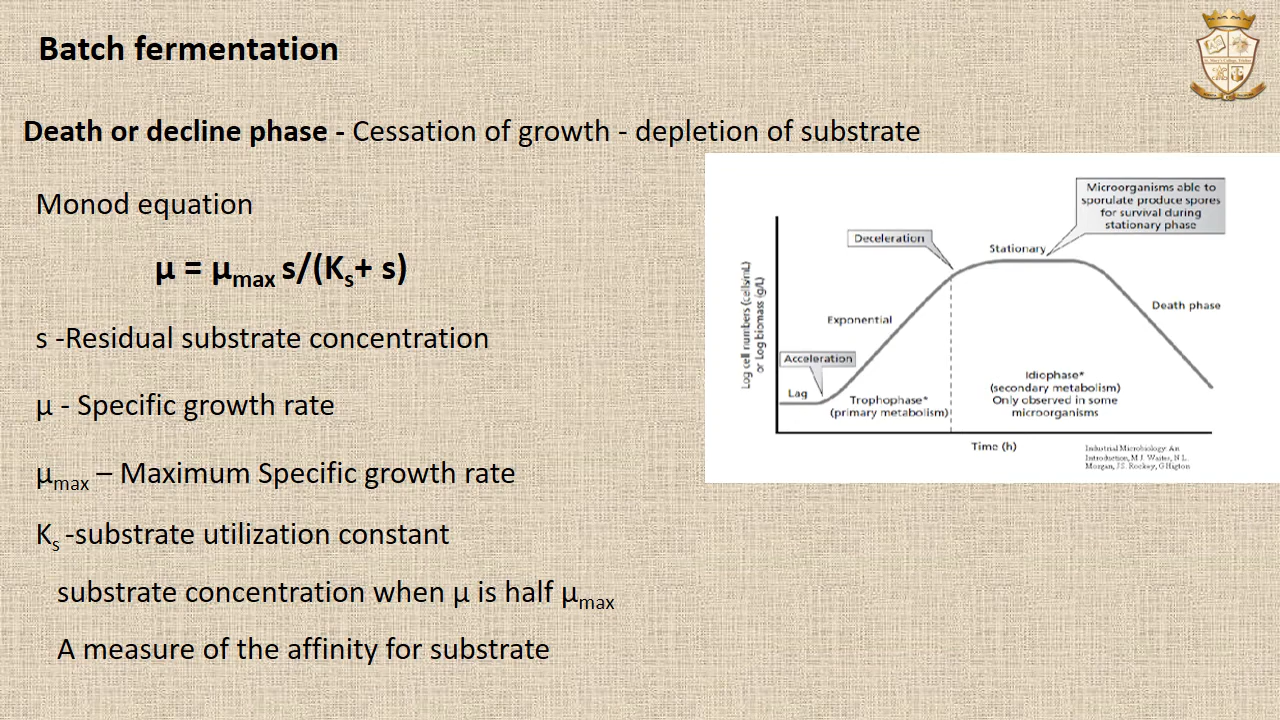 Batch fermentation
Death or decline phase - Cessation of growth - depletion of substrate
Monod equation
μ = μmax s/(Ks+ s)
s -Residual substrate concentration
μ - Specific growth rate
μmax – Maximum Specific growth rate
Ks -substrate utilization constant
substrate concentration when μ is half μmax
A measure of the affinity for substrate
Microorganisms able to
sporulate produce spores
for survival during
stationary phase
Deceleration
Stationary
Log cell numbers (cells/mL)
or Log biomass (g/L)
Exponential
Death phase
Acceleration
Lag
Trophophase*
(primary metabolism)
Idiophase*
(secondary metabolism)
Only observed in some
microorganisms
Time (h)
Industrial Microbiology: An
Introduction, M.J. Waites, N.L.
Morgan, J.S. Rockey, G Higton